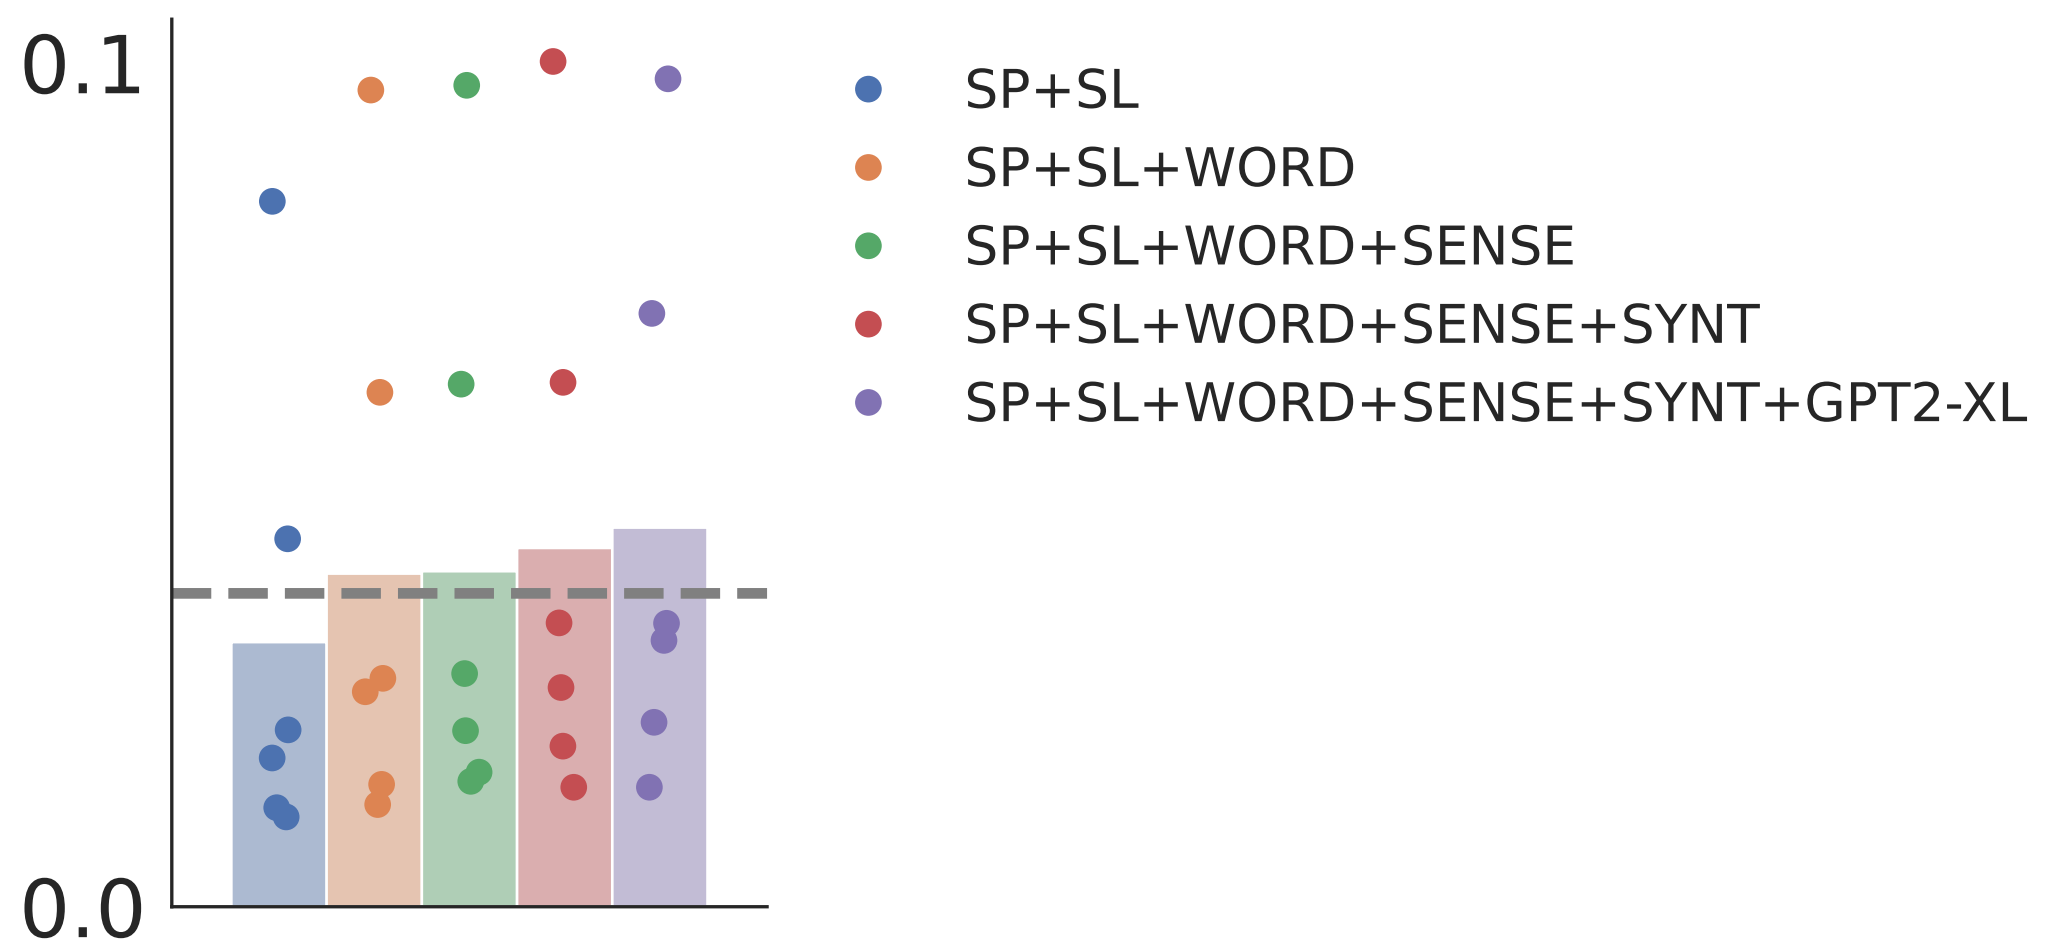 0.1
SP+SL
SP+SL+WORD
SP+SL+WORD+SENSE
SP+SL+WORD+SENSE+SYNT
SP+SL+WORD+SENSE+SYNT+GPT2-XL
0.0